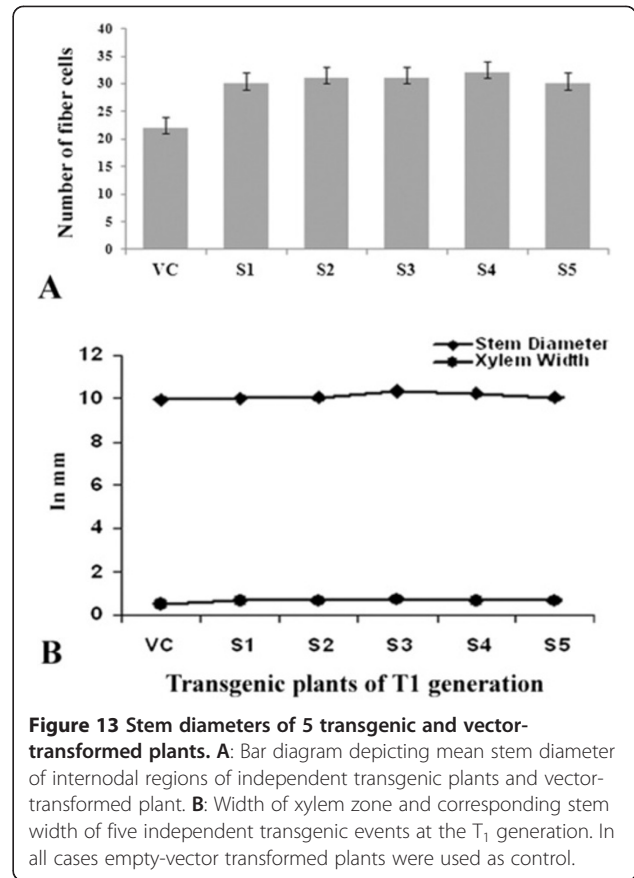 40
35
30
25
20
15
10
5
0
Number of fiber cells
VC S1 S2 S3 S4 S5
A
Stem Diameter
Xylem Width
12
10
8
6
4
2
0
In mm
VC S1 S2 S3 S4 S5
B
Transgenic plants of T1 generation
Figure 13 Stem diameters of 5 transgenic and vector-
transformed plants. A: Bar diagram depicting mean stem diameter
of internodal regions of independent transgenic plants and vector-
transformed plant. B: Width of xylem zone and corresponding stem
width of five independent transgenic events at the T₁ generation. In
all cases empty-vector transformed plants were used as control.